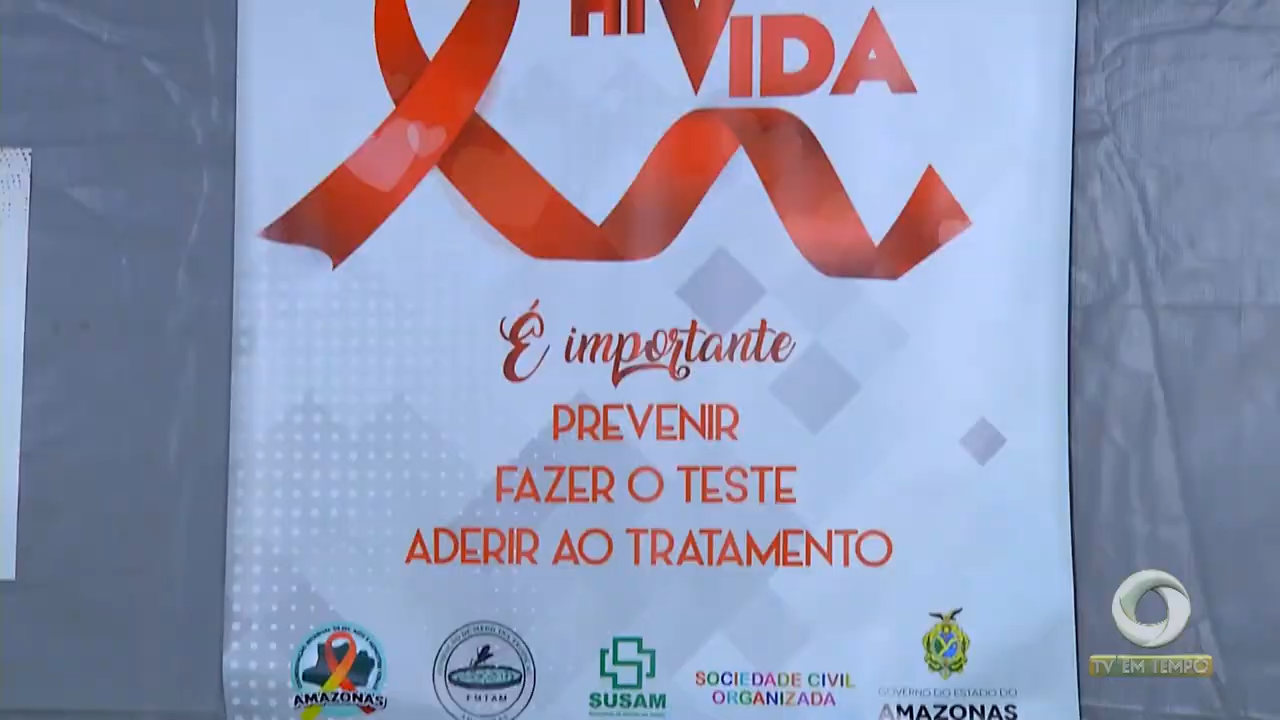 HIVIDA
É importante
PREVENIR
FAZER O TESTE
ADERIR AO TRATAMENTO
AMAZONAS
FMTAM
SUSAM
SOCIEDADE CIVIL
ORGANIZADA
GOVERNO DO ESTADO DO
AMAZONAS
TV EM TEMPO